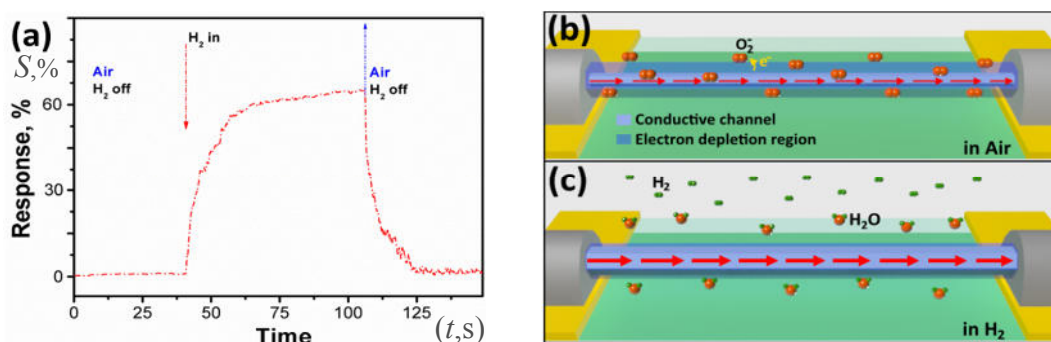 (a)
H₂ in
S,%
Air
H₂ off
Air
H₂ off
Response, %
60
30
0
0
25
50
75
100
125
Time
(t,s)
(b)
O₂⁻
e⁻
Conductive channel
Electron depletion region
in Air
(c)
H₂
H₂O
in H₂